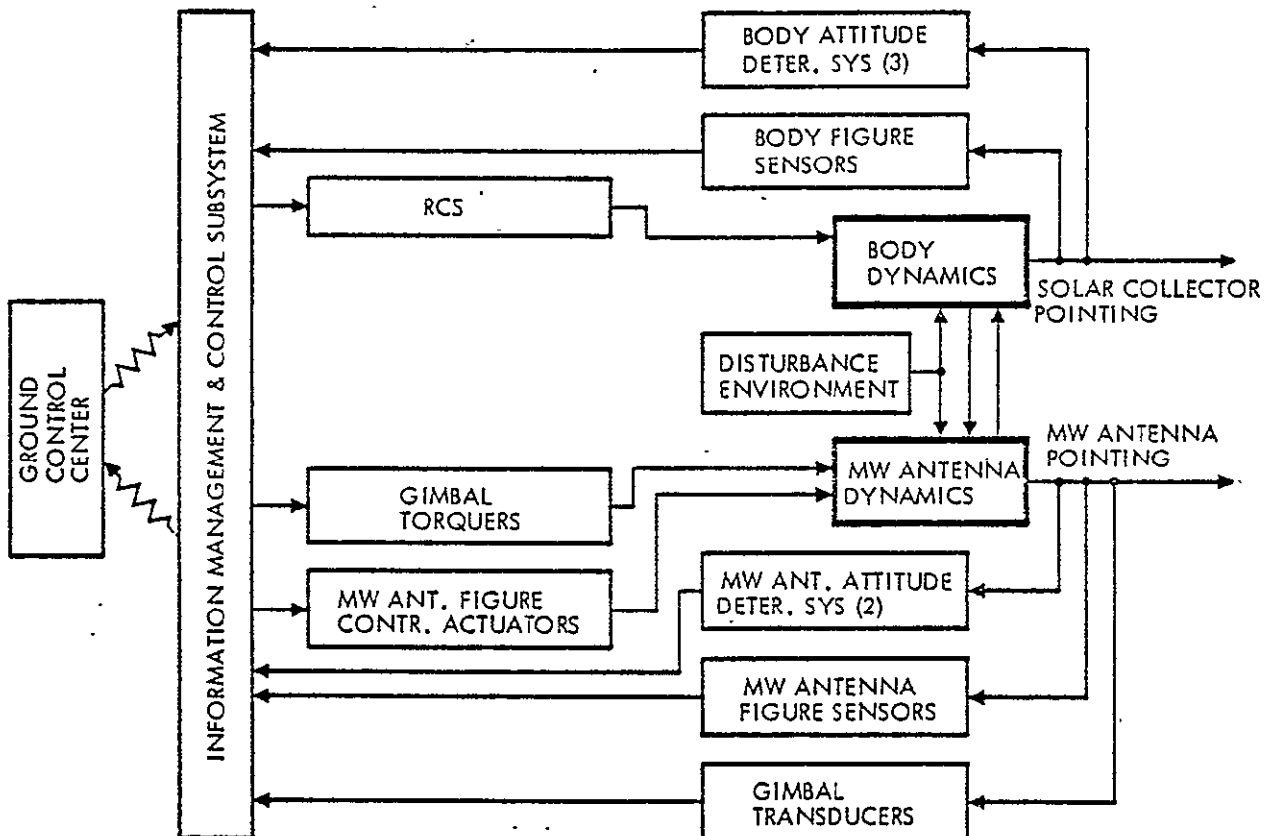 BODY ATTITUDE
DETER. SYS (3)
BODY FIGURE
SENSORS
RCS
BODY
DYNAMICS
SOLAR COLLECTOR
POINTING
DISTURBANCE
ENVIRONMENT
INFORMATION MANAGEMENT & CONTROL SUBSYSTEM
GROUND
CONTROL
CENTER
MW ANTENNA
POINTING
MW ANTENNA
DYNAMICS
GIMBAL
TORQUERS
MW ANT. FIGURE
CONTR. ACTUATORS
MW ANT. ATTITUDE
DETER. SYS (2)
MW ANTENNA
FIGURE SENSORS
GIMBAL
TRANSDUCERS